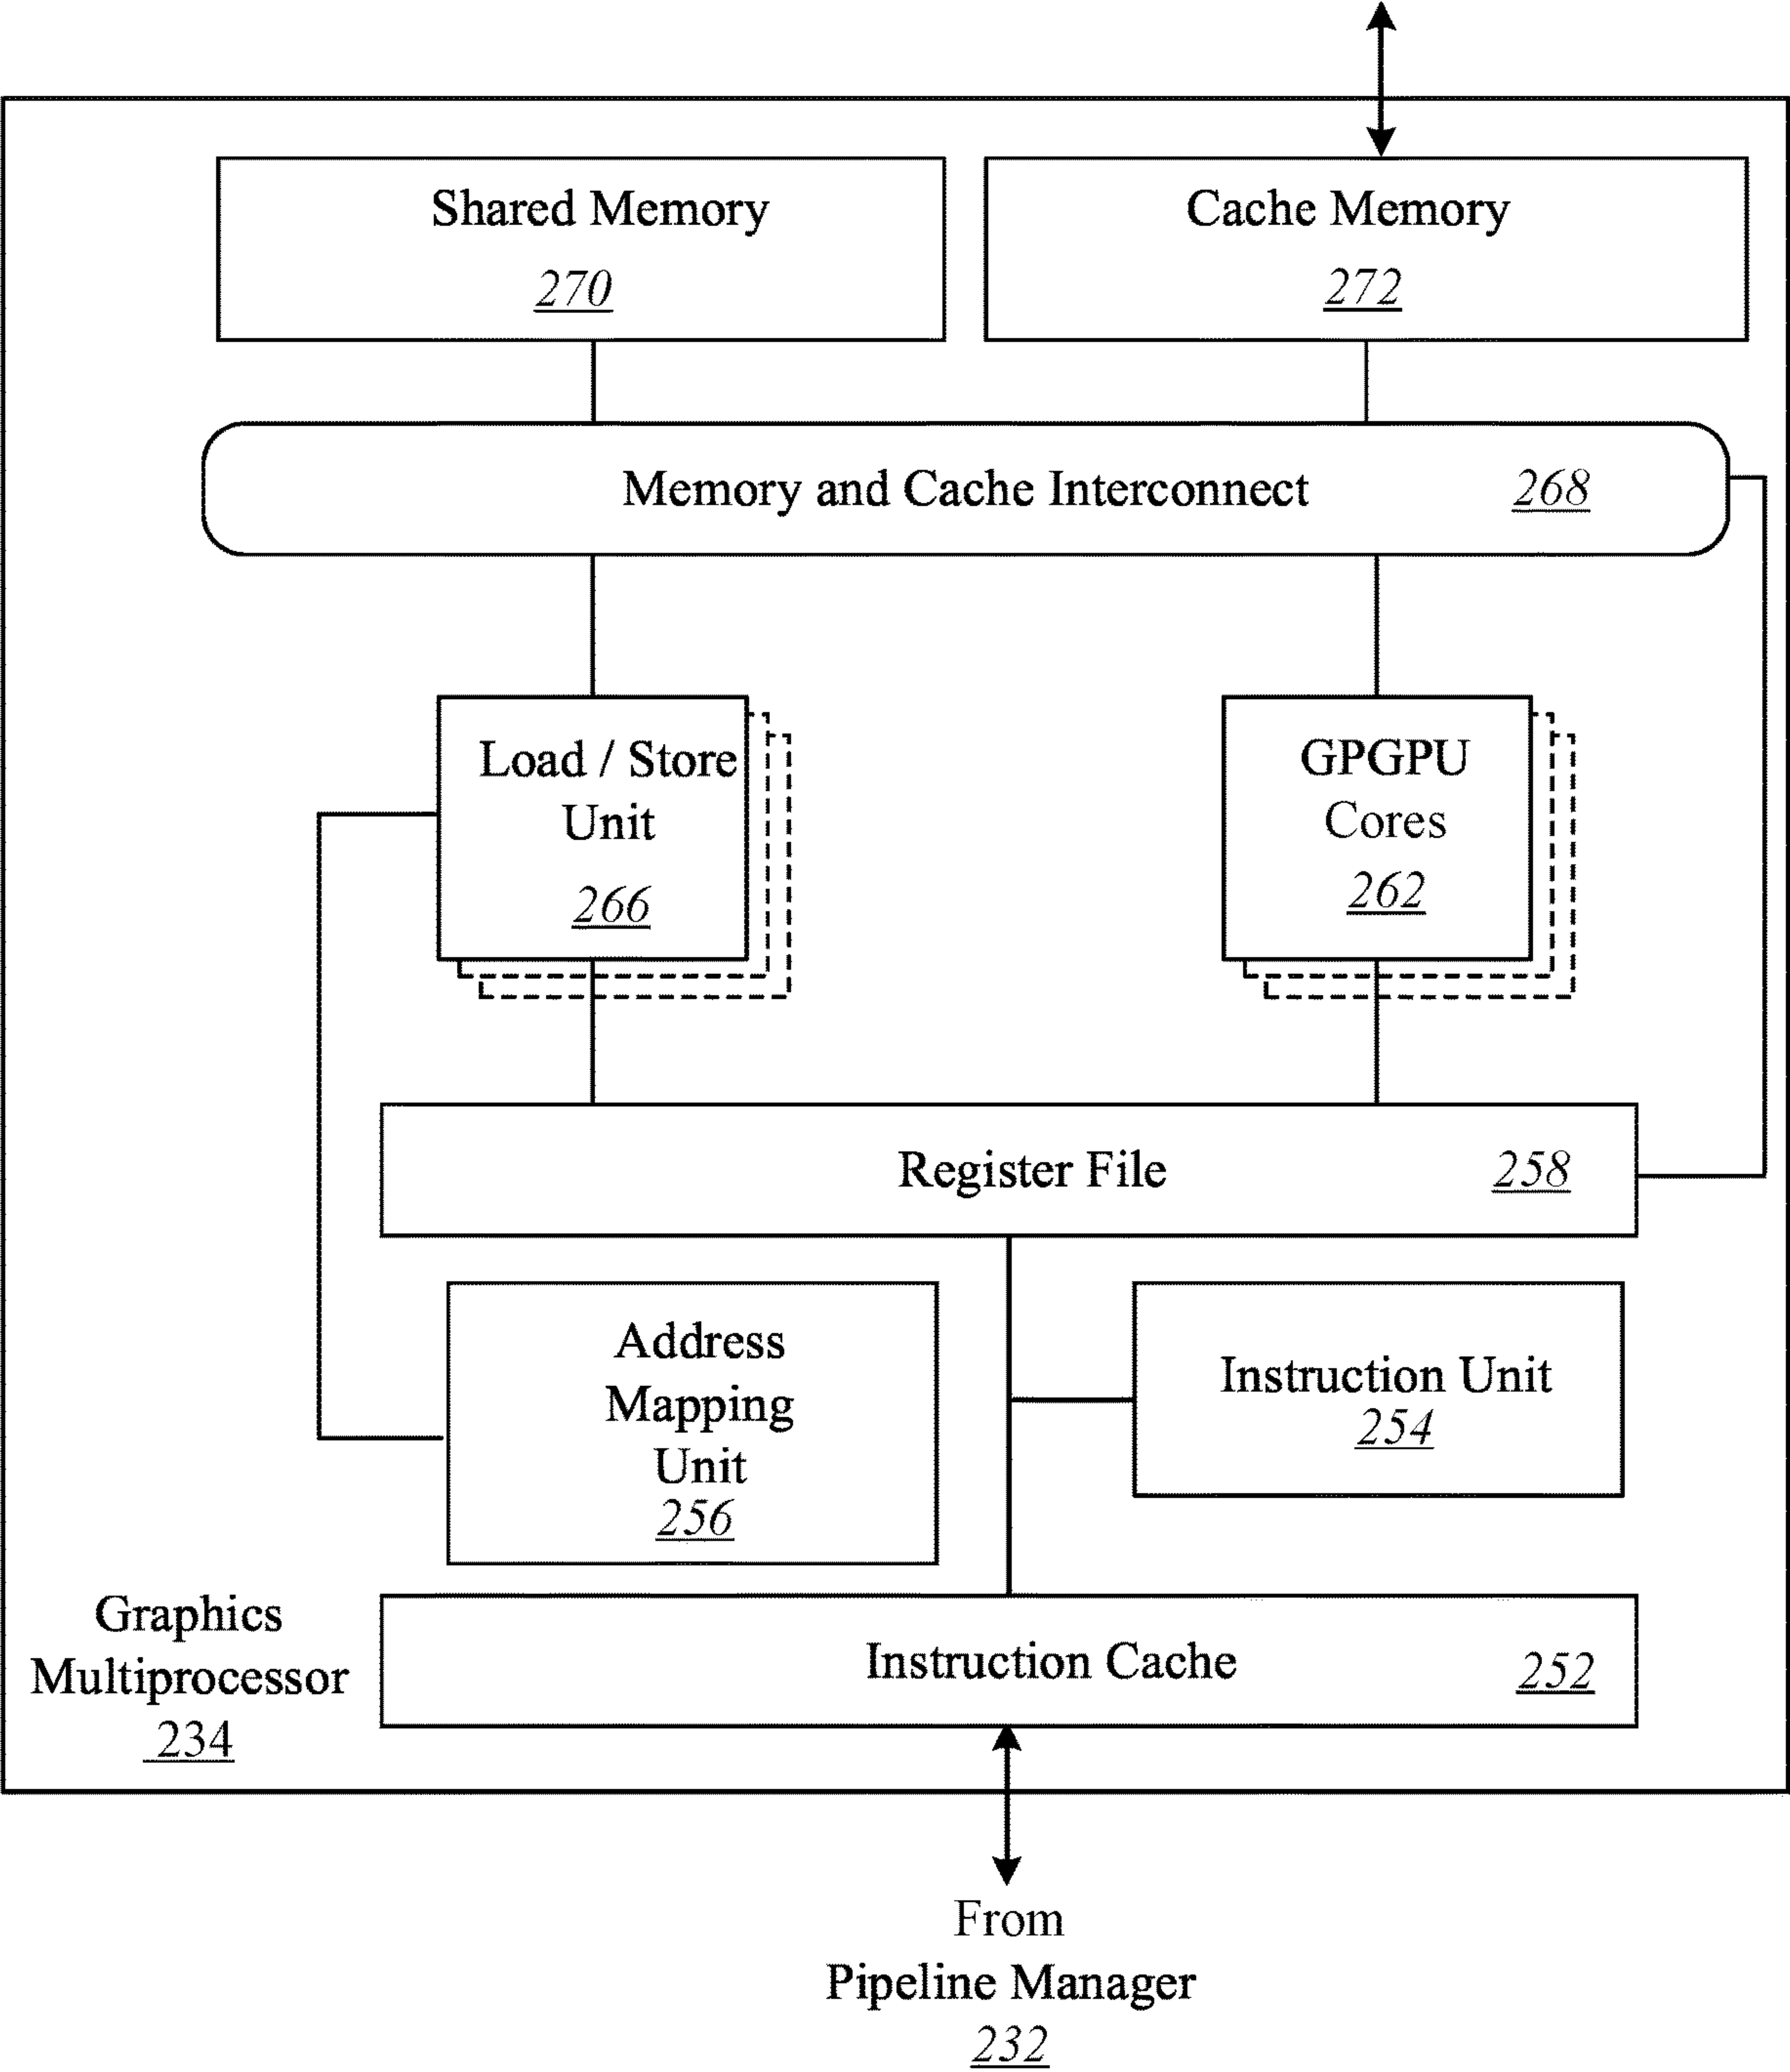 Shared Memory
270
Cache Memory
272
Memory and Cache Interconnect 268
Load / Store
Unit
266
GPGPU
Cores
262
Register File 258
Address
Mapping
Unit
256
Instruction Unit
254
Graphics
Multiprocessor
234
Instruction Cache 252
From
Pipeline Manager
232